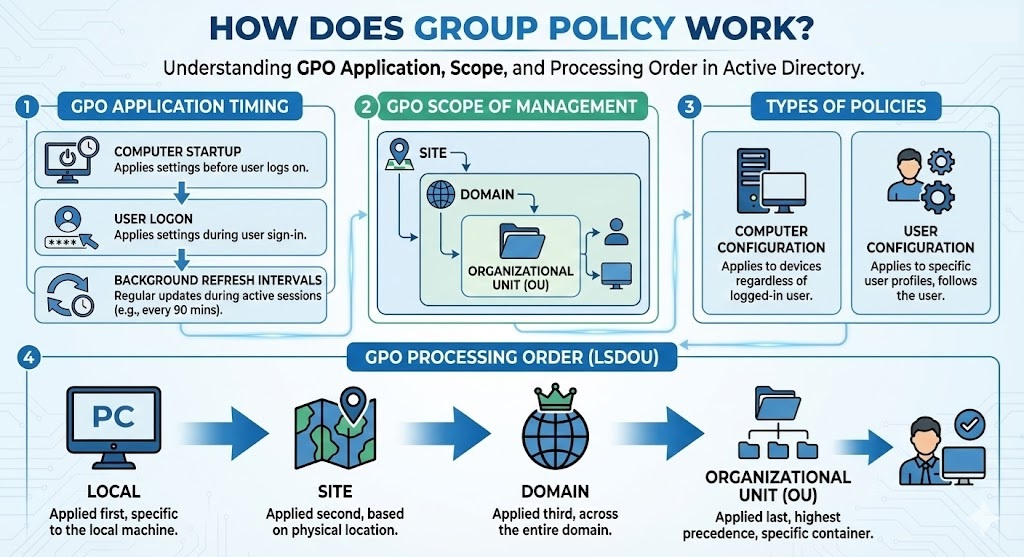 HOW DOES GROUP POLICY WORK?
Understanding GPO Application, Scope, and Processing Order in Active Directory.
1
GPO APPLICATION TIMING
COMPUTER STARTUP
Applies settings before user logs on.
USER LOGON
Applies settings during user sign-in.
****
BACKGROUND REFRESH INTERVALS
Regular updates during active sessions
(e.g., every 90 mins).
2
GPO SCOPE OF MANAGEMENT
SITE
DOMAIN
ORGANIZATIONAL
UNIT (OU)
3
TYPES OF POLICIES
COMPUTER
CONFIGURATION
Applies to devices
regardless of
logged-in user.
USER
CONFIGURATION
Applies to specific
user profiles, follows
the user.
4
GPO PROCESSING ORDER (LSDOU)
PC
LOCAL
Applied first, specific
to the local machine.
SITE
Applied second, based
on physical location.
DOMAIN
Applied third, across
the entire domain.
ORGANIZATIONAL
UNIT (OU)
Applied last, highest
precedence, specific container.